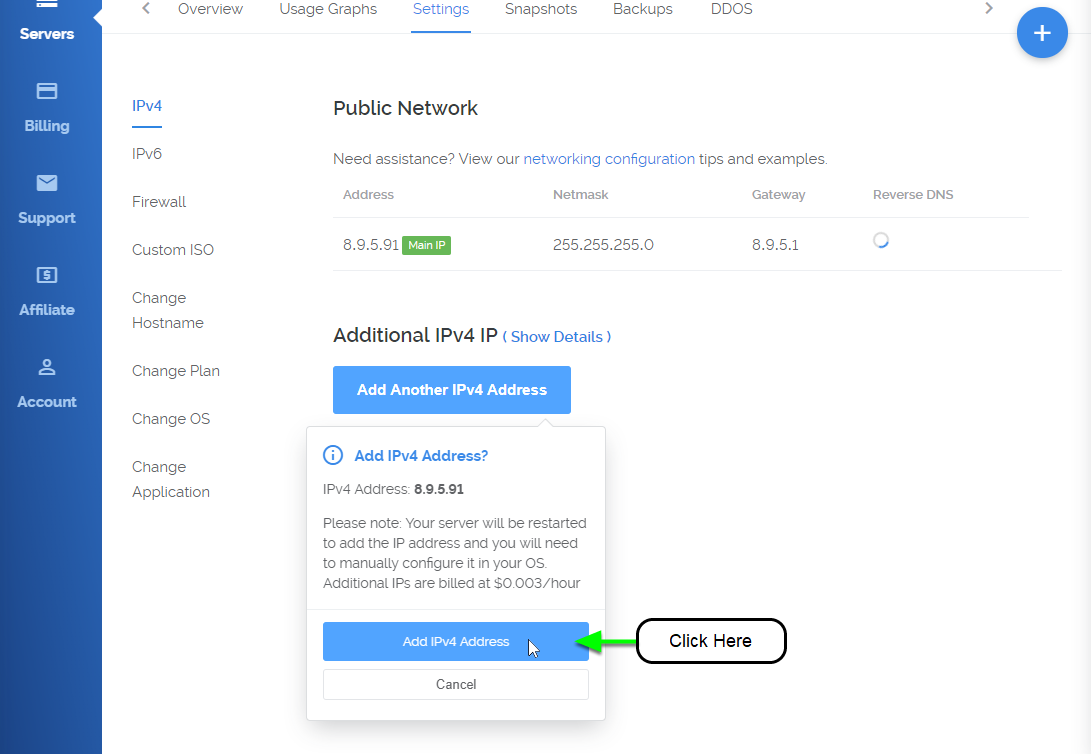 Overview Usage Graphs Settings Snapshots Backups DDOS
Servers
Billing
Support
Affiliate
Account
IPv4
IPv6
Firewall
Custom ISO
Change
Hostname
Change Plan
Change OS
Change
Application
Public Network
Need assistance? View our networking configuration tips and examples.
Address Netmask Gateway Reverse DNS
8.9.5.91 Main IP 255.255.255.0 8.9.5.1
Additional IPv4 IP ( Show Details )
Add Another IPv4 Address
Add IPv4 Address?
IPv4 Address: 8.9.5.91
Please note: Your server will be restarted
to add the IP address and you will need
to manually configure it in your OS.
Additional IPs are billed at $0.003/hour
Add IPv4 Address
Click Here
Cancel